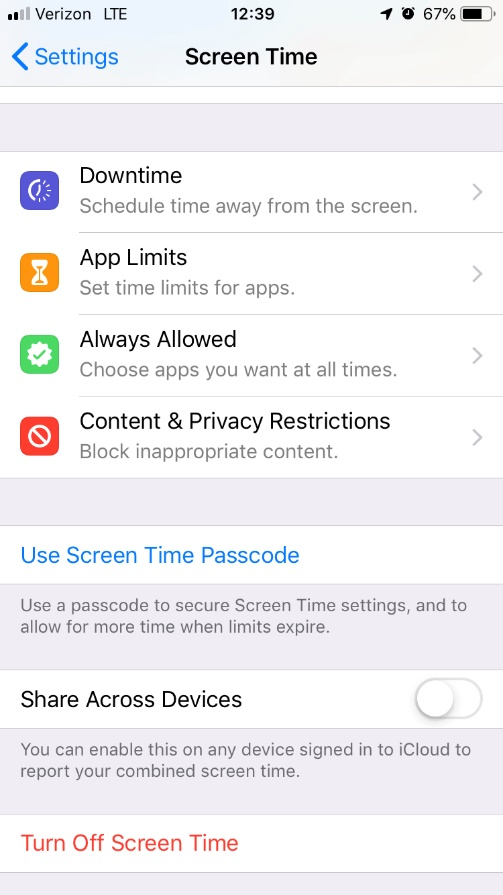 Verizon LTE 12:39 67%
Settings Screen Time
Downtime
Schedule time away from the screen.
App Limits
Set time limits for apps.
Always Allowed
Choose apps you want at all times.
Content & Privacy Restrictions
Block inappropriate content.
Use Screen Time Passcode
Use a passcode to secure Screen Time settings, and to
allow for more time when limits expire.
Share Across Devices
You can enable this on any device signed in to iCloud to
report your combined screen time.
Turn Off Screen Time